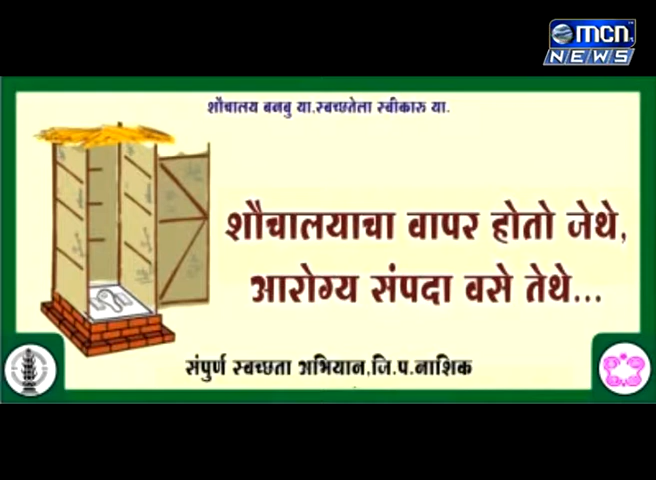 mcn
NEWS
शौचालय बनवु या.स्वच्छतेला स्वीकारु या.
शौचालयाचा वापर होतो जेथे,
आरोग्य संपदा वसे तेथे...
संपुर्ण स्वच्छता अभियान,जि.प.नाशिक